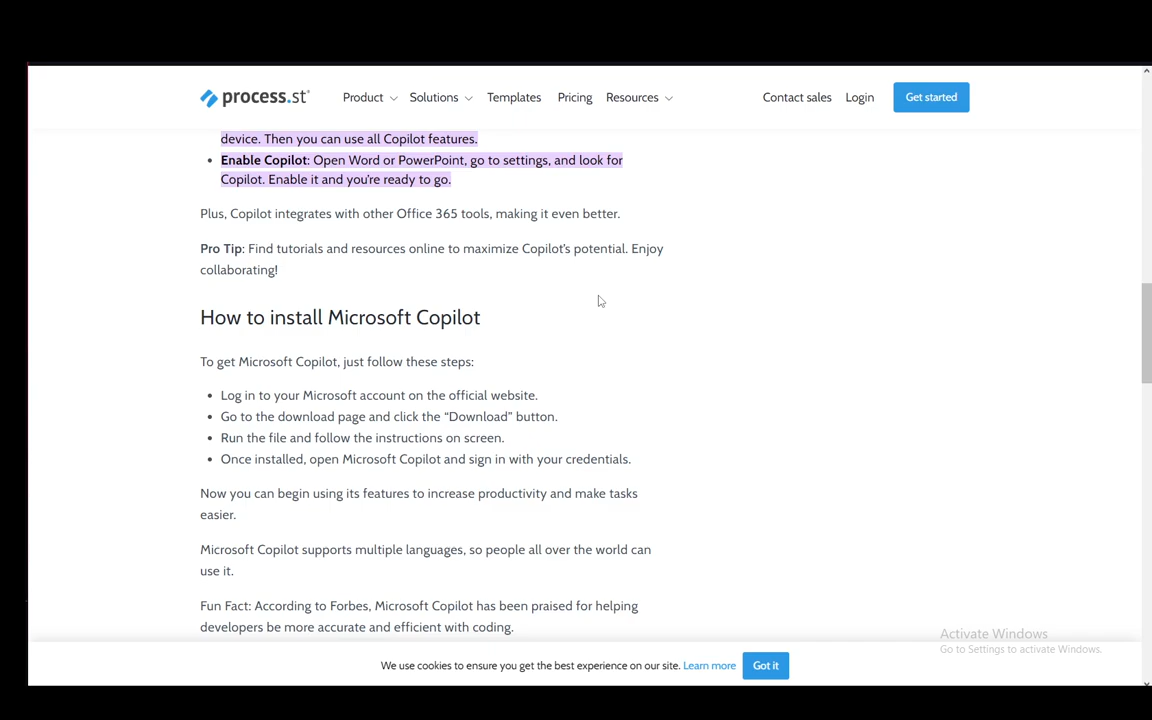 process.st
Product Solutions Templates Pricing Resources Contact sales Login Get started
device. Then you can use all Copilot features.
• Enable Copilot: Open Word or PowerPoint, go to settings, and look for
Copilot. Enable it and you're ready to go.
Plus, Copilot integrates with other Office 365 tools, making it even better.
Pro Tip: Find tutorials and resources online to maximize Copilot's potential. Enjoy
collaborating!
How to install Microsoft Copilot
To get Microsoft Copilot, just follow these steps:
• Log in to your Microsoft account on the official website.
• Go to the download page and click the “Download” button.
• Run the file and follow the instructions on screen.
• Once installed, open Microsoft Copilot and sign in with your credentials.
Now you can begin using its features to increase productivity and make tasks
easier.
Microsoft Copilot supports multiple languages, so people all over the world can
use it.
Fun Fact: According to Forbes, Microsoft Copilot has been praised for helping
developers be more accurate and efficient with coding.
Activate Windows
Go to Settings to activate Windows.
We use cookies to ensure you get the best experience on our site. Learn more Got it